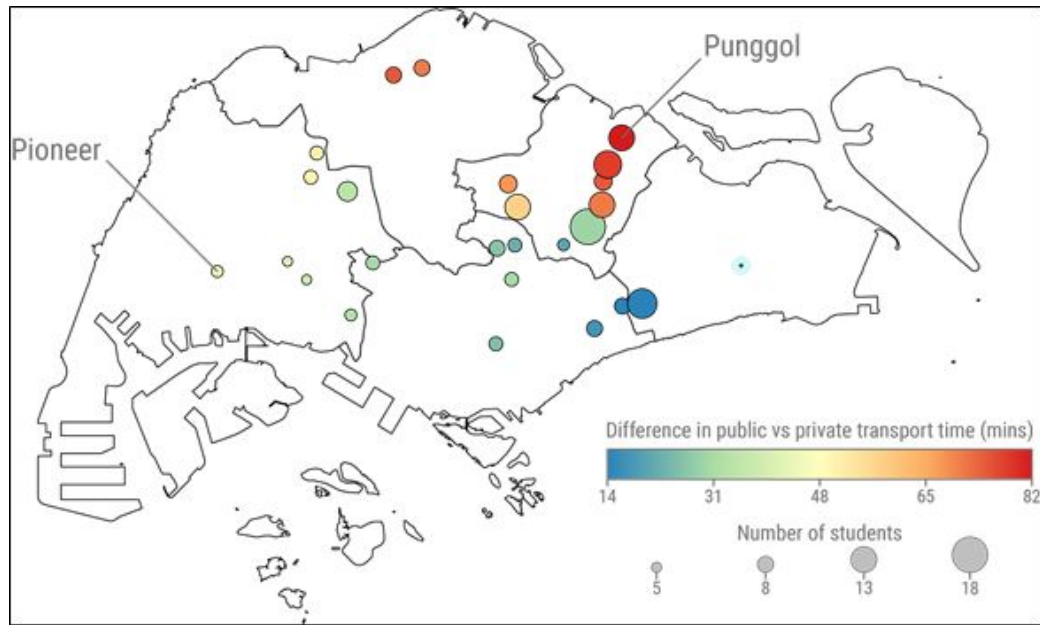 Punggol
Pioneer
Difference in public vs private transport time (mins)
14 31 48 65 82
Number of students
5 8 13 18